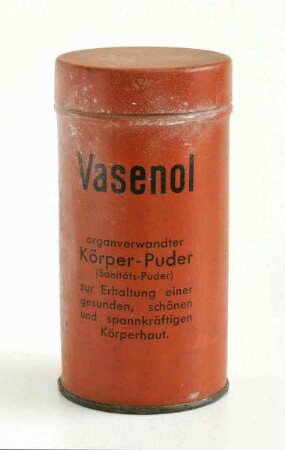 Vasenol
organverwandter
Körper-Puder
(Sanitäts-Puder)
zur Erhaltung einer
gesunden, schönen
und spannkräftigen
Körperhaut.